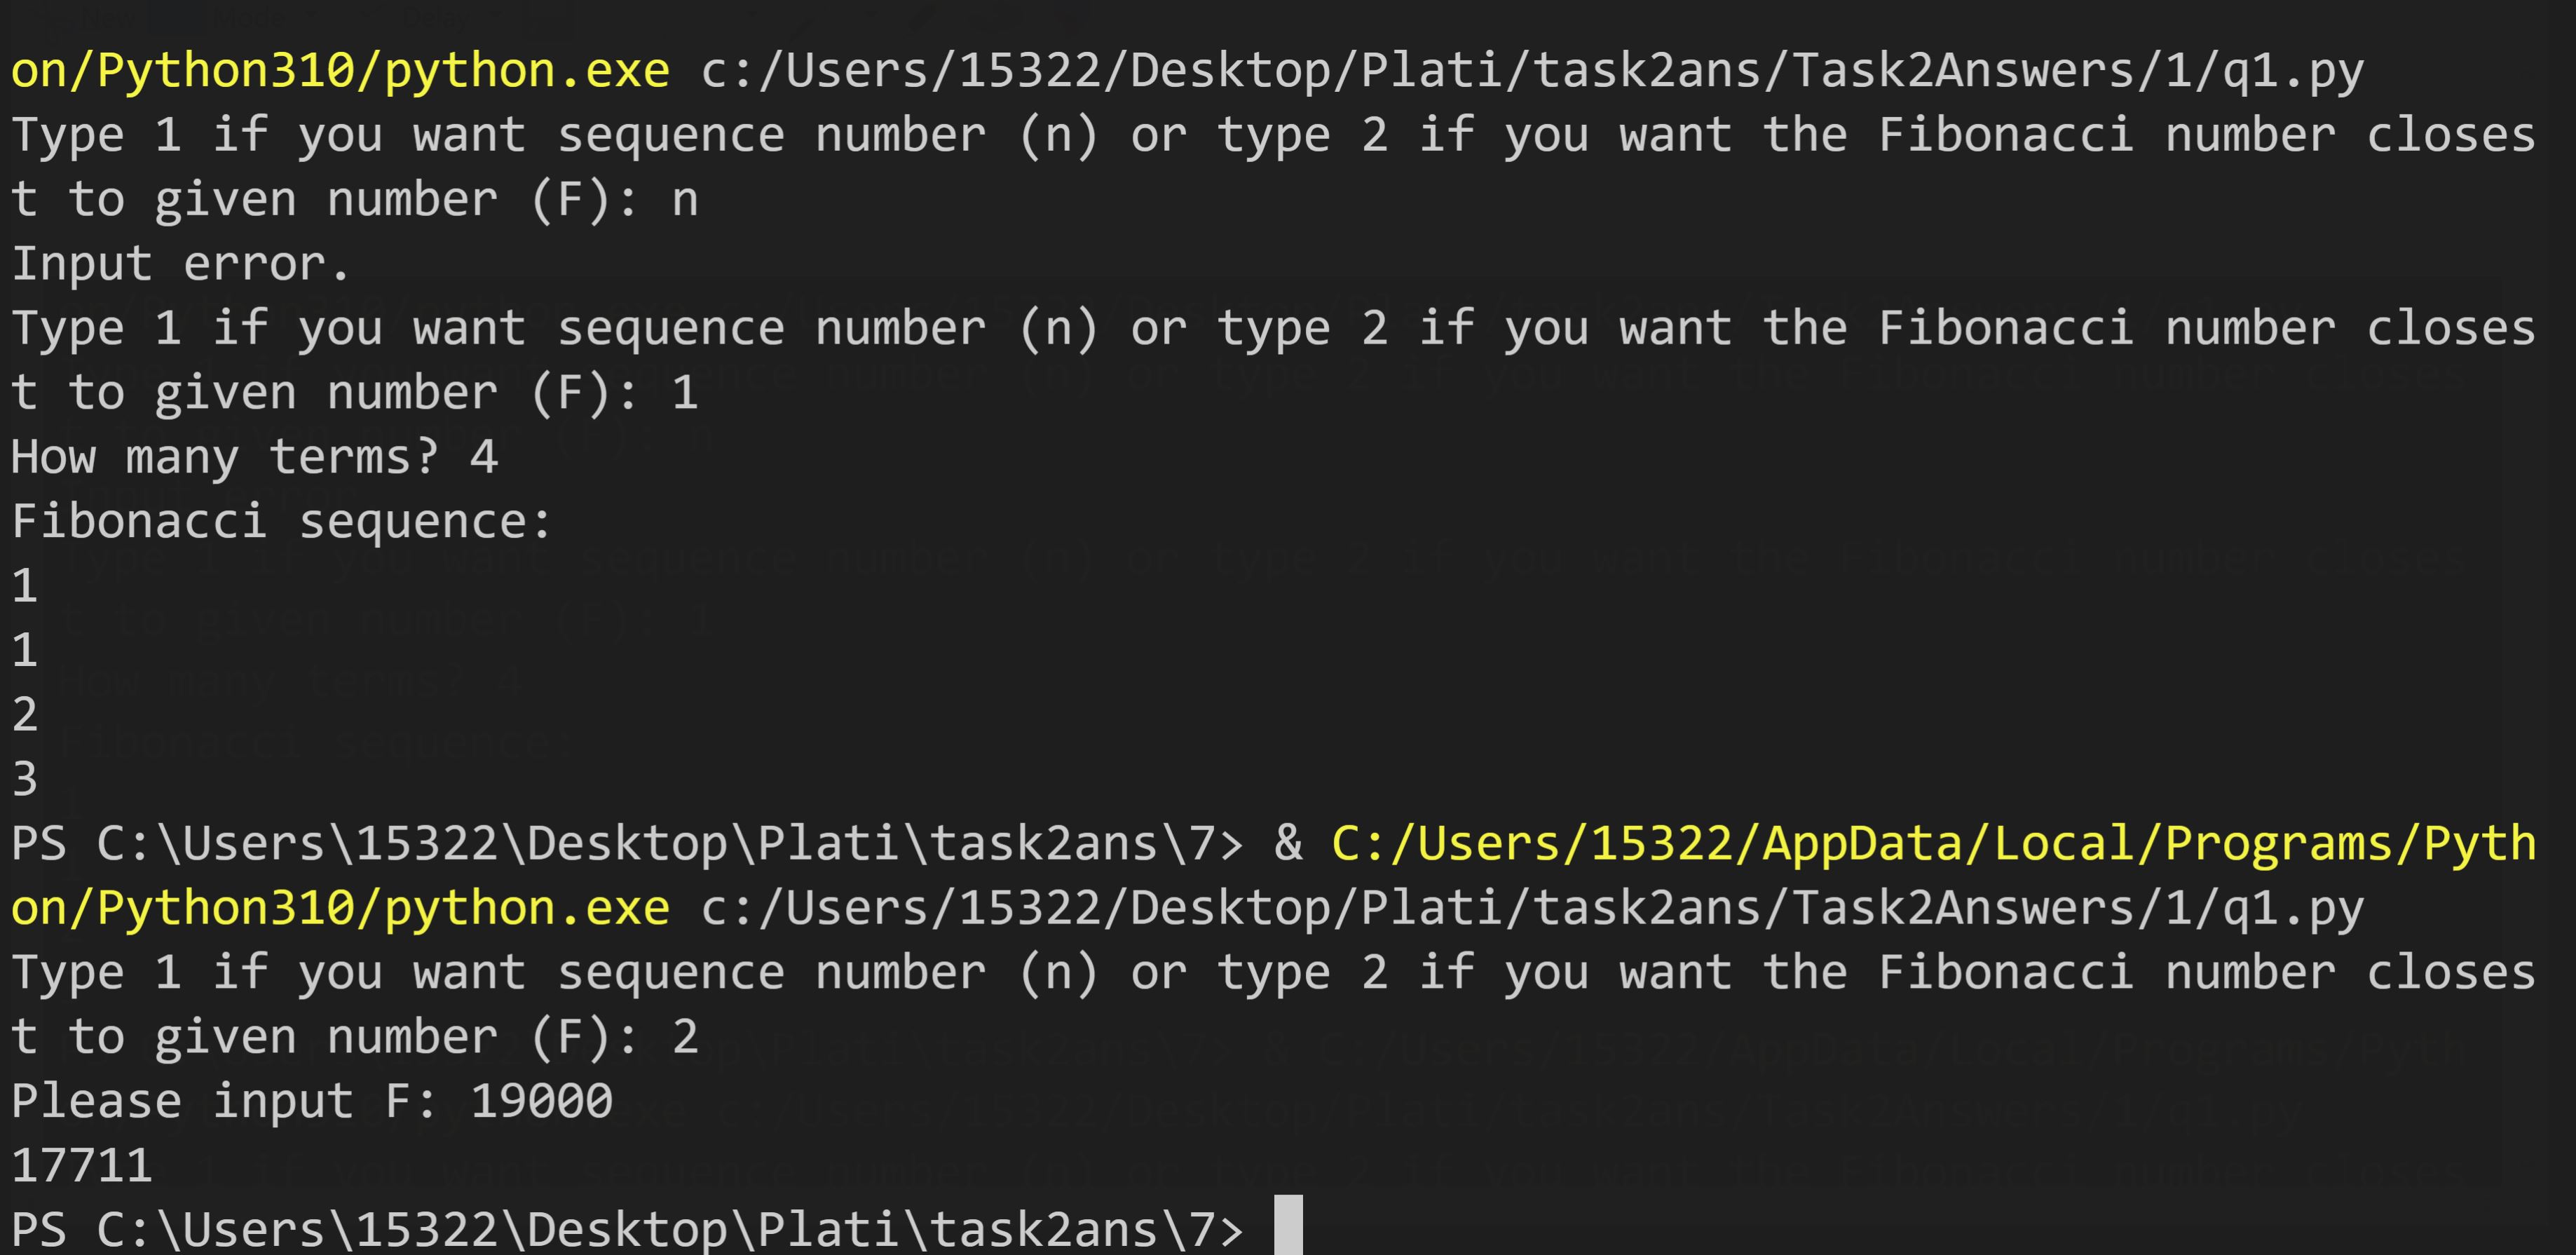 on/Python310/python.exe c:/Users/15322/Desktop/Plati/task2ans/Task2Answers/1/q1.py
Type 1 if you want sequence number (n) or type 2 if you want the Fibonacci number closes
t to given number (F): n
Input error.
Type 1 if you want sequence number (n) or type 2 if you want the Fibonacci number closes
t to given number (F): 1
How many terms? 4
Fibonacci sequence:
1
1
2
3
PS C:\Users\15322\Desktop\Plati\task2ans\7> & C:/Users/15322/AppData/Local/Programs/Pyth
on/Python310/python.exe c:/Users/15322/Desktop/Plati/task2ans/Task2Answers/1/q1.py
Type 1 if you want sequence number (n) or type 2 if you want the Fibonacci number closes
t to given number (F): 2
Please input F: 19000
17711
PS C:\Users\15322\Desktop\Plati\task2ans\7>